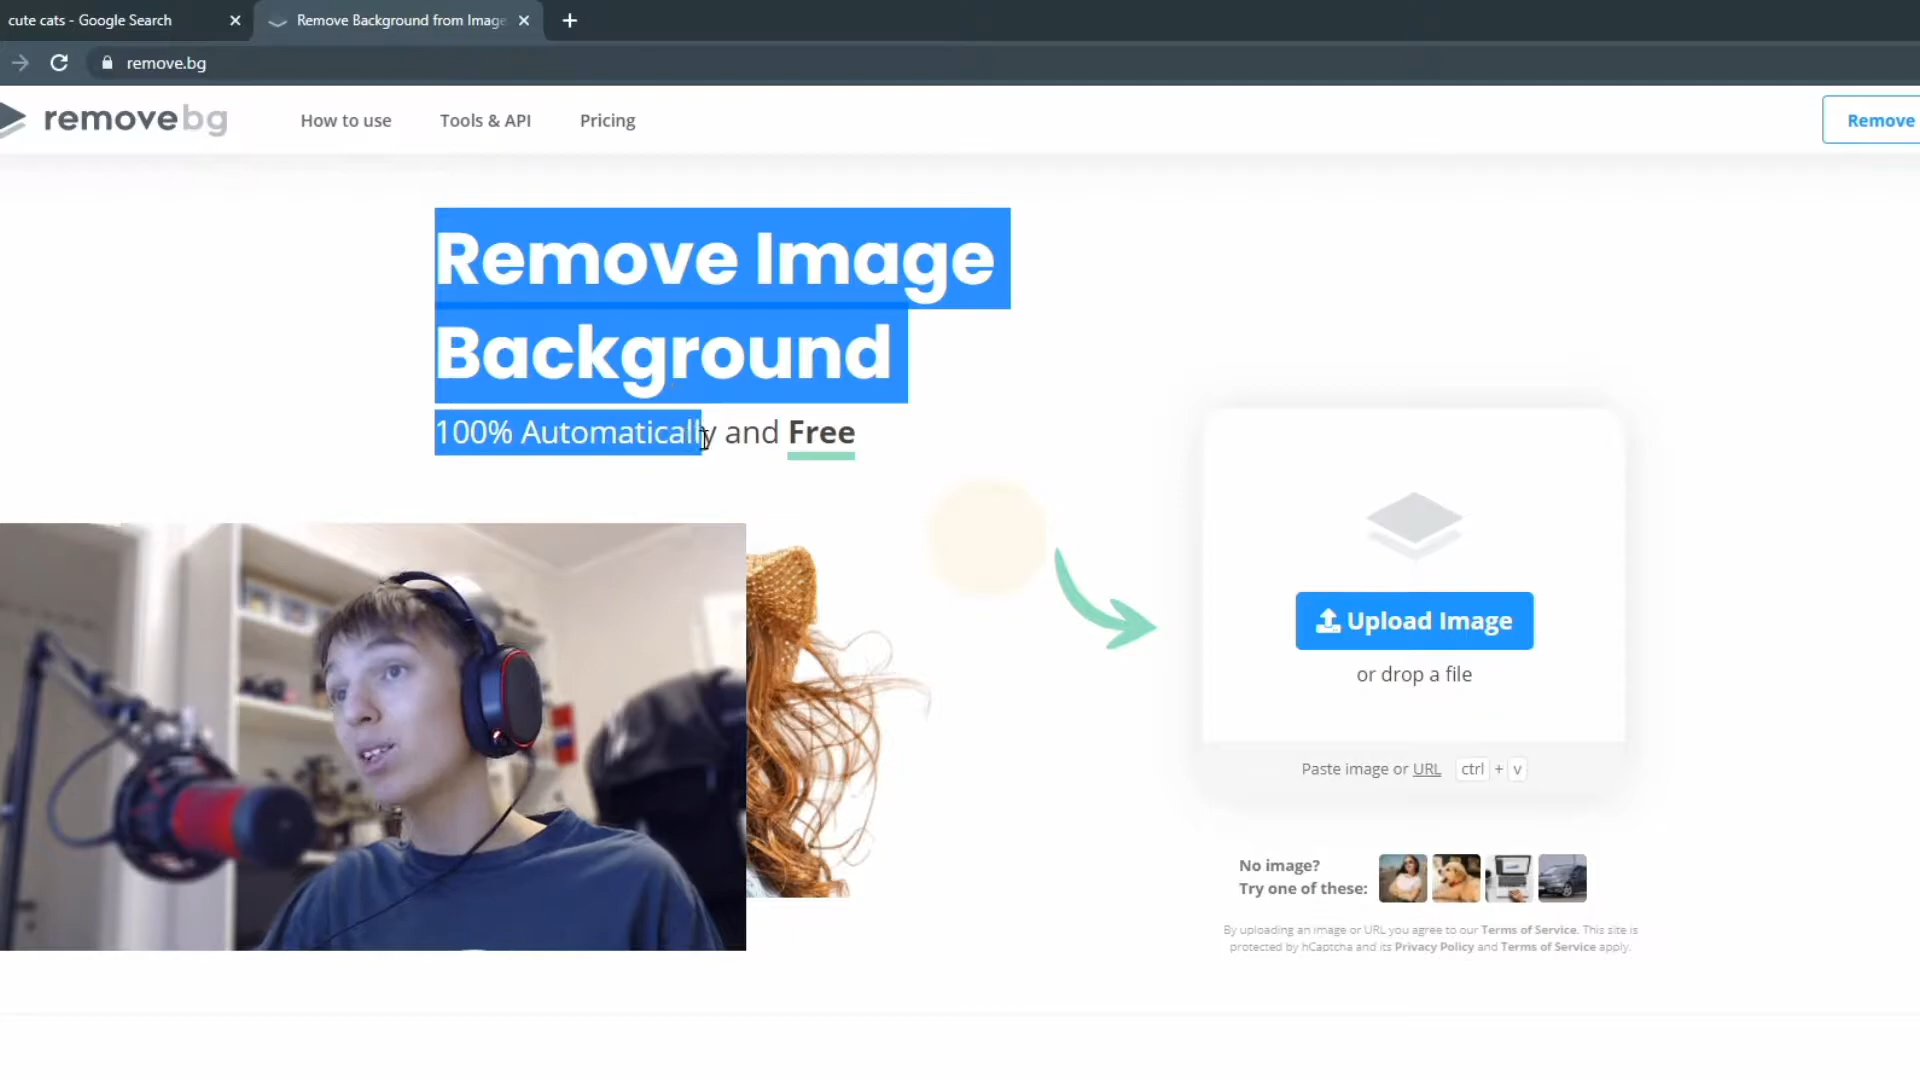 cute cats - Google Search
Remove Background from Image
remove.bg
removebg
How to use
Tools & API
Pricing
Remove
Remove Image
Background
100% Automatically and Free
Upload Image
or drop a file
Paste image or URL ctrl + v
No image?
Try one of these:
By uploading an image or URL you agree to our Terms of Service. This site is
protected by hCaptcha and its Privacy Policy and Terms of Service apply.